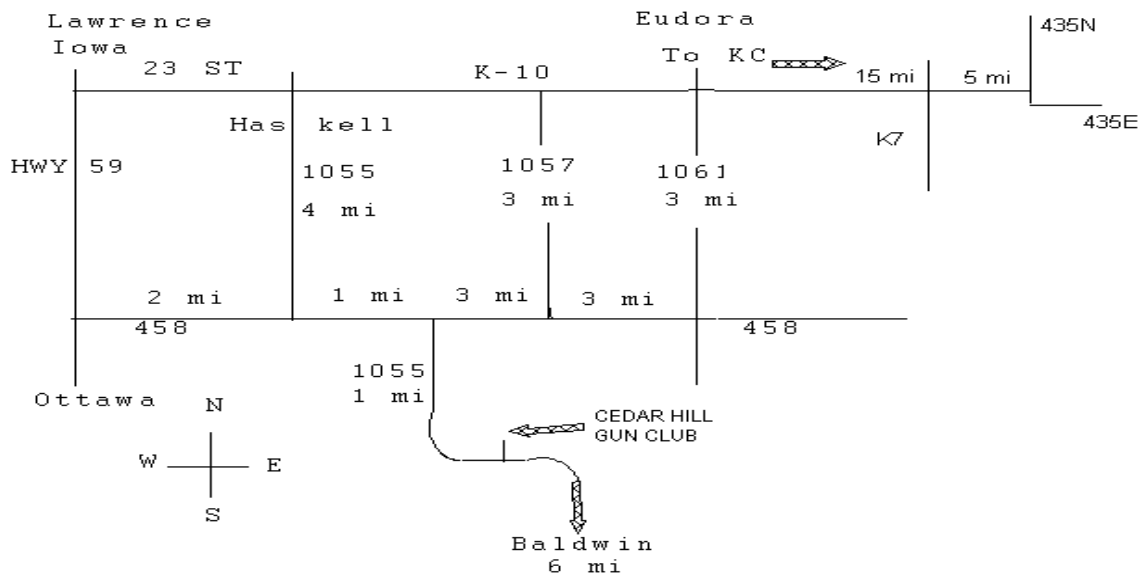 Lawrence
Iowa
Eudora
To KC
435N
23 ST
K-10
15 mi
5 mi
435E
Has kell
K7
HWY 59
1055
4 mi
1057
3 mi
1061
3 mi
2 mi
1 mi
3 mi
3 mi
458
458
1055
1 mi
Ottawa
N
W
E
S
CEDAR HILL
GUN CLUB
Baldwin
6 mi